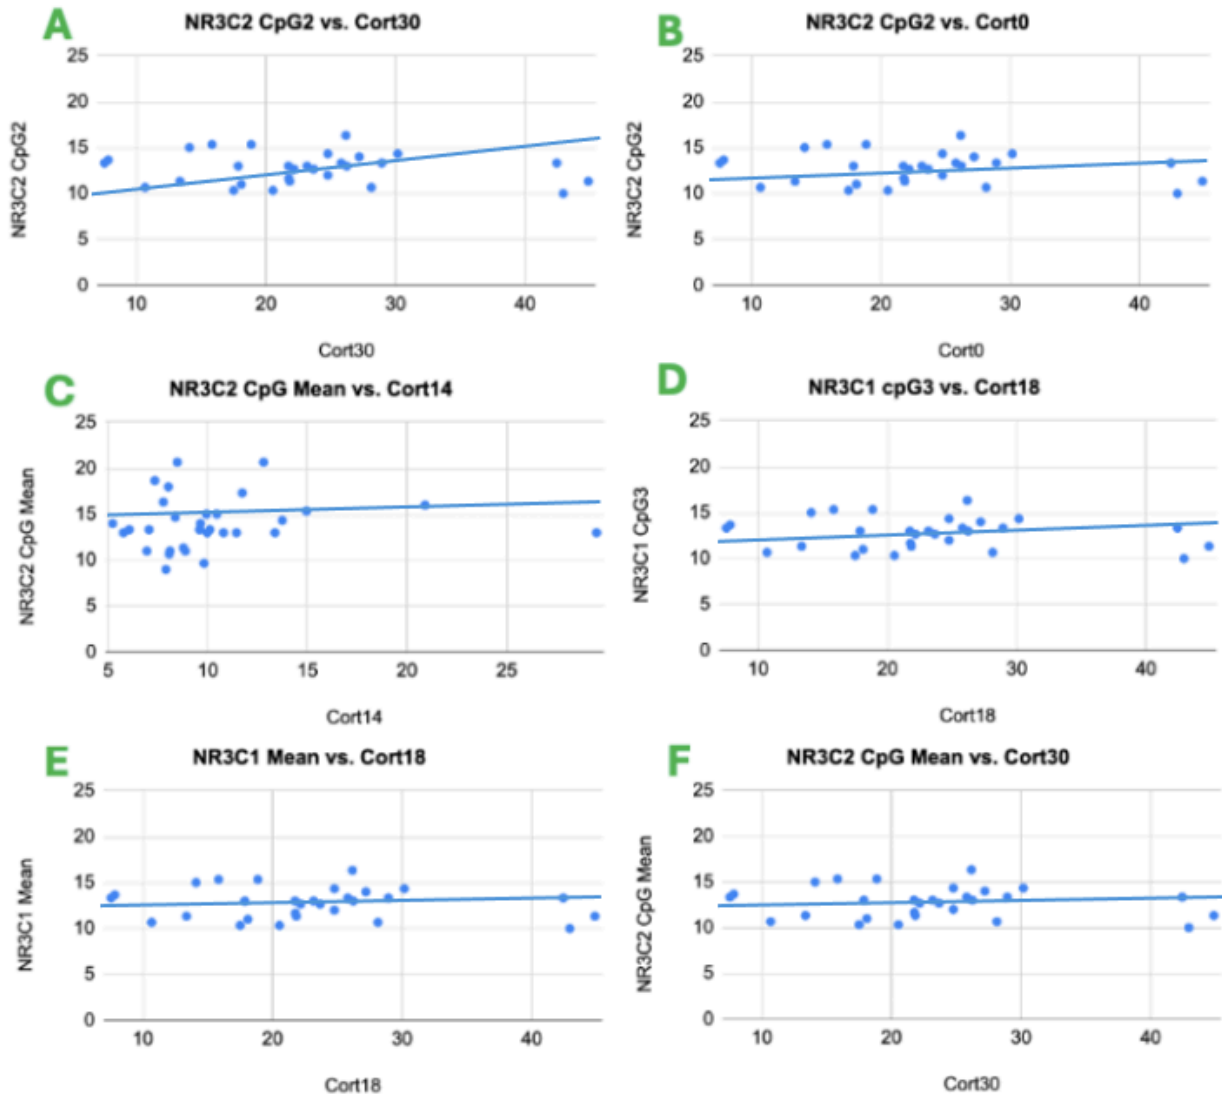 A
NR3C2 CpG2 vs. Cort30
NR3C2 CpG2
25
20
15
10
5
0
10 20 30 40
Cort30
B
NR3C2 CpG2 vs. Cort0
NR3C2 CpG2
25
20
15
10
5
0
10 20 30 40
Cort0
C
NR3C2 CpG Mean vs. Cort14
NR3C2 CpG Mean
25
20
15
10
5
0
5 10 15 20 25
Cort14
D
NR3C1 cpG3 vs. Cort18
NR3C1 CpG3
25
20
15
10
5
0
10 20 30 40
Cort18
E
NR3C1 Mean vs. Cort18
NR3C1 Mean
25
20
15
10
5
0
10 20 30 40
Cort18
F
NR3C2 CpG Mean vs. Cort30
NR3C2 CpG Mean
25
20
15
10
5
0
10 20 30 40
Cort30